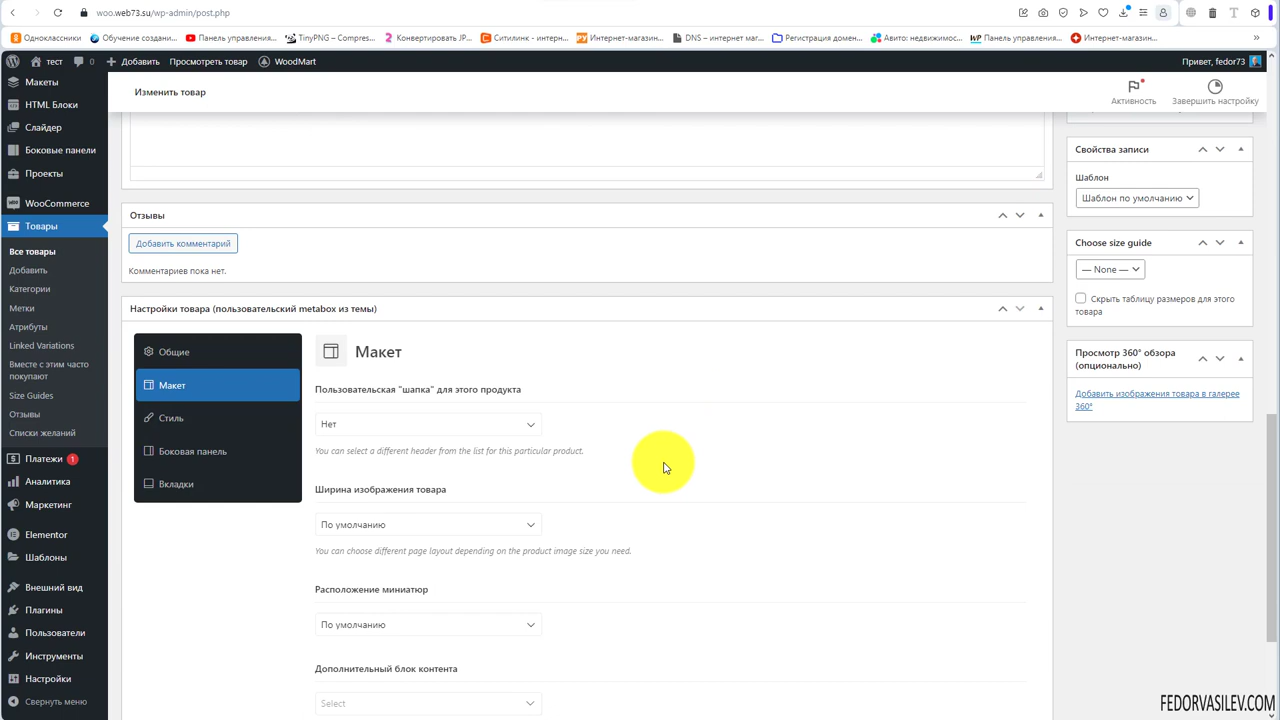 woo.web73.su/wp-admin/post.php
Одноклассники
Обучение создани...
Панель управления...
TinyPNG – Compres...
Конвертировать JP...
Ситилинк - интерн...
Интернет-магазин...
DNS – интернет маг...
Регистрация домен...
Авито: недвижимос...
Панель управления...
Интернет-магазин...
тест
0
Добавить
Просмотреть товар
WoodMart
Привет, fedor73
Макеты
HTML Блоки
Слайдер
Боковые панели
Проекты
WooCommerce
Товары
Все товары
Добавить
Категории
Метки
Атрибуты
Linked Variations
Вместе с этим часто
покупают
Size Guides
Отзывы
Списки желаний
Платежи 1
Аналитика
Маркетинг
Elementor
Шаблоны
Внешний вид
Плагины
Пользователи
Инструменты
Настройки
Свернуть меню
Изменить товар
Активность
Завершить настройку
Отзывы
Добавить комментарий
Комментариев пока нет.
Настройки товара (пользовательский metabox из темы)
Общие
Макет
Стиль
Боковая панель
Вкладки
Макет
Пользовательская "шапка" для этого продукта
Нет
You can select a different header from the list for this particular product.
Ширина изображения товара
По умолчанию
You can choose different page layout depending on the product image size you need.
Расположение миниатюр
По умолчанию
Дополнительный блок контента
Select
Свойства записи
Шаблон
Шаблон по умолчанию
Choose size guide
— None —
Скрыть таблицу размеров для этого
товара
Просмотр 360° обзора
(опционально)
Добавить изображения товара в галерее
360°
FEDORVASILEV.COM